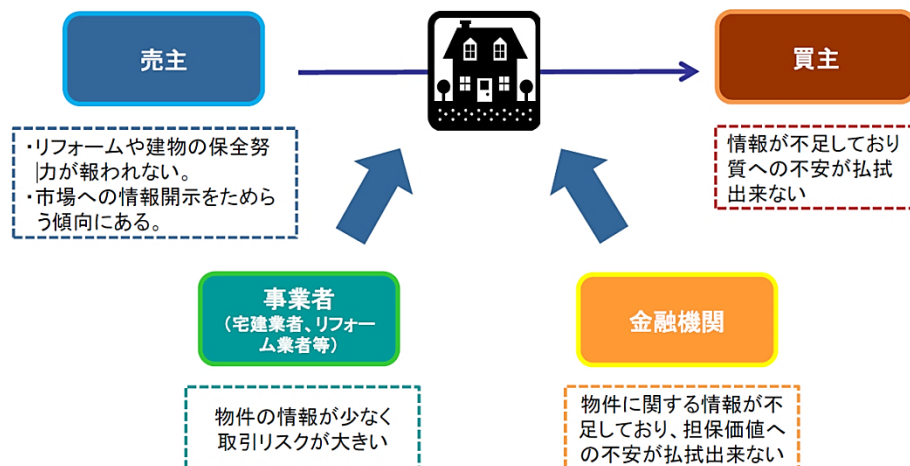 売主
買主
・リフォームや建物の保全努
力が報われない。
・市場への情報開示をためら
う傾向にある。
情報が不足しており
質への不安が払拭
出来ない
事業者
（宅建業者、リフォー
ム業者等）
金融機関
物件の情報が少なく
取引リスクが大きい
物件に関する情報が不
足しており、担保価値へ
の不安が払拭出来ない